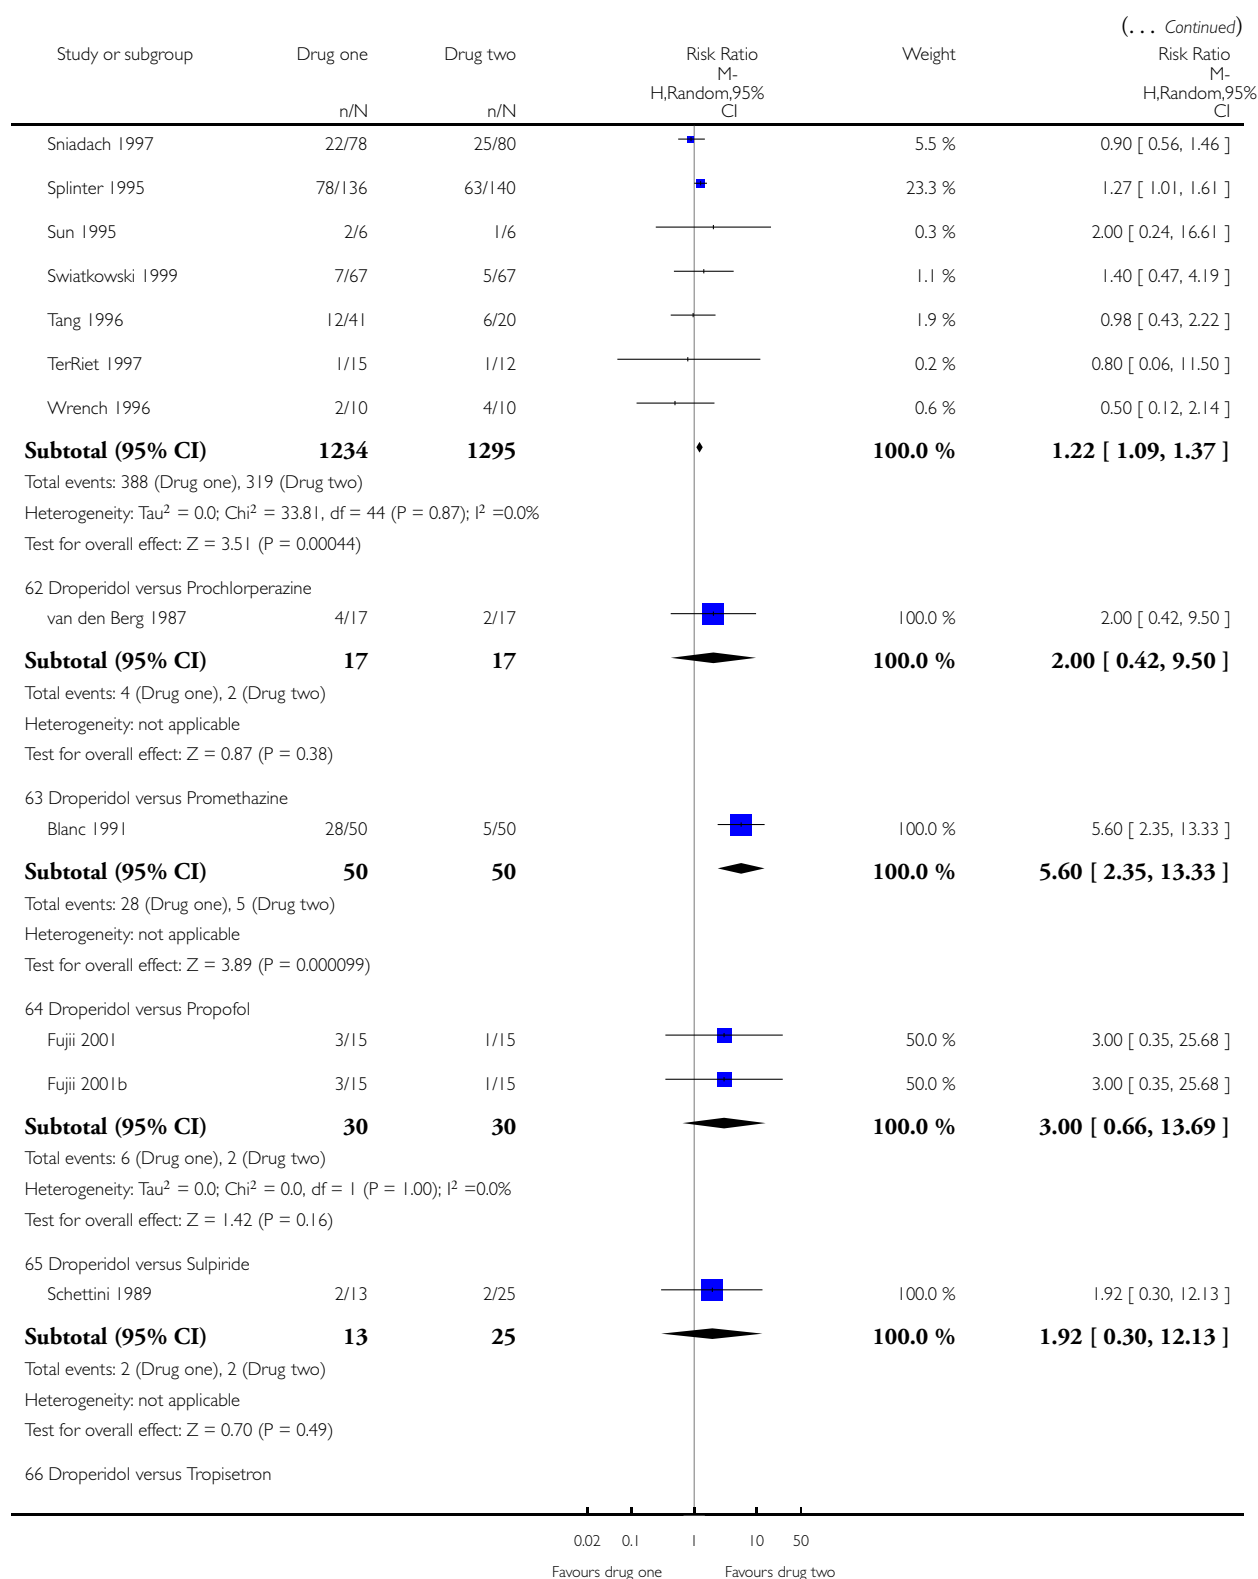 (... Continued)
Study or subgroup Drug one Drug two Risk Ratio Weight Risk Ratio
M- M-
H,Random,95% H,Random,95%
n/N n/N CI CI
Sniadach 1997 22/78 25/80 5.5 % 0.90 [ 0.56, 1.46 ]
Splinter 1995 78/136 63/140 23.3 % 1.27 [ 1.01, 1.61 ]
Sun 1995 2/6 1/6 0.3 % 2.00 [ 0.24, 16.61 ]
Swiatkowski 1999 7/67 5/67 1.1 % 1.40 [ 0.47, 4.19 ]
Tang 1996 12/41 6/20 1.9 % 0.98 [ 0.43, 2.22 ]
TerRiet 1997 1/15 1/12 0.2 % 0.80 [ 0.06, 11.50 ]
Wrench 1996 2/10 4/10 0.6 % 0.50 [ 0.12, 2.14 ]
Subtotal (95% CI) 1234 1295 100.0 % 1.22 [ 1.09, 1.37 ]
Total events: 388 (Drug one), 319 (Drug two)
Heterogeneity: Tau² = 0.0; Chi² = 33.81, df = 44 (P = 0.87); I² =0.0%
Test for overall effect: Z = 3.51 (P = 0.00044)
62 Droperidol versus Prochlorperazine
van den Berg 1987 4/17 2/17 100.0 % 2.00 [ 0.42, 9.50 ]
Subtotal (95% CI) 17 17 100.0 % 2.00 [ 0.42, 9.50 ]
Total events: 4 (Drug one), 2 (Drug two)
Heterogeneity: not applicable
Test for overall effect: Z = 0.87 (P = 0.38)
63 Droperidol versus Promethazine
Blanc 1991 28/50 5/50 100.0 % 5.60 [ 2.35, 13.33 ]
Subtotal (95% CI) 50 50 100.0 % 5.60 [ 2.35, 13.33 ]
Total events: 28 (Drug one), 5 (Drug two)
Heterogeneity: not applicable
Test for overall effect: Z = 3.89 (P = 0.000099)
64 Droperidol versus Propofol
Fujii 2001 3/15 1/15 50.0 % 3.00 [ 0.35, 25.68 ]
Fujii 2001b 3/15 1/15 50.0 % 3.00 [ 0.35, 25.68 ]
Subtotal (95% CI) 30 30 100.0 % 3.00 [ 0.66, 13.69 ]
Total events: 6 (Drug one), 2 (Drug two)
Heterogeneity: Tau² = 0.0; Chi² = 0.0, df = 1 (P = 1.00); I² =0.0%
Test for overall effect: Z = 1.42 (P = 0.16)
65 Droperidol versus Sulpiride
Schettini 1989 2/13 2/25 100.0 % 1.92 [ 0.30, 12.13 ]
Subtotal (95% CI) 13 25 100.0 % 1.92 [ 0.30, 12.13 ]
Total events: 2 (Drug one), 2 (Drug two)
Heterogeneity: not applicable
Test for overall effect: Z = 0.70 (P = 0.49)
66 Droperidol versus Tropisetron
0.02 0.1 1 10 50
Favours drug one Favours drug two